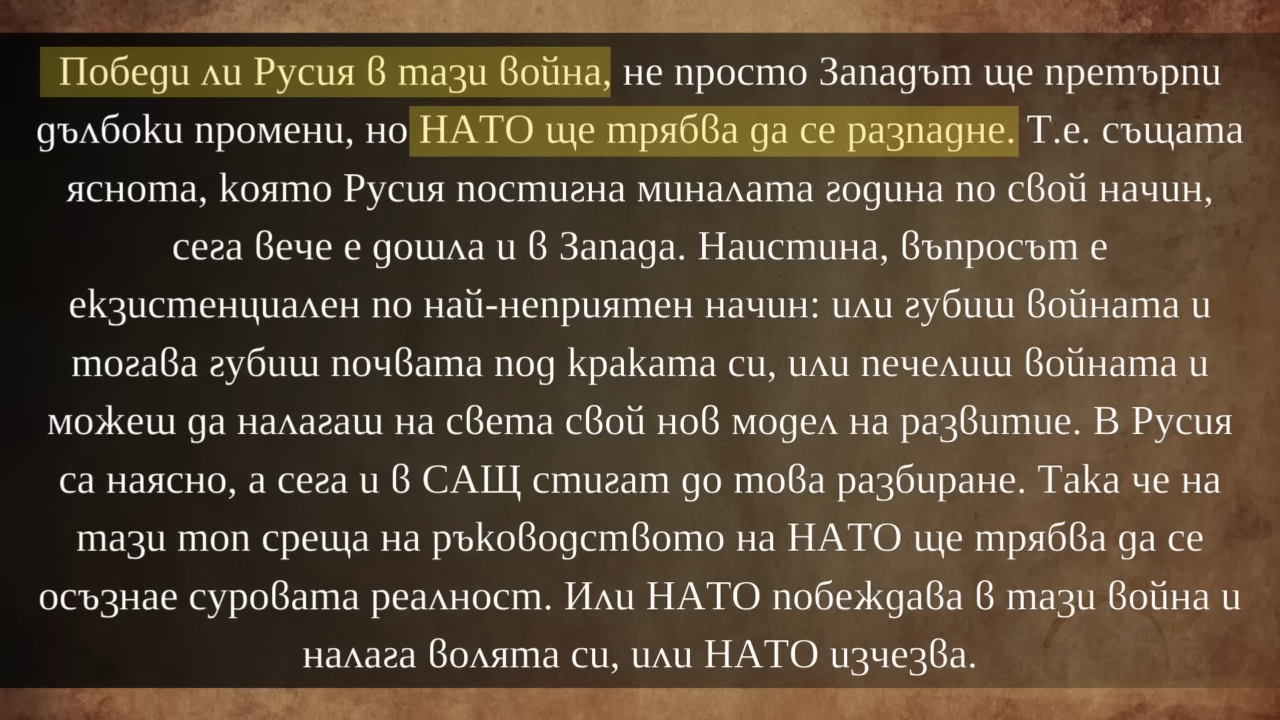 Победи ли Русия в тази война, не просто Западът ще претърпи
дълбоки промени, но НАТО ще трябва да се разпадне. Т.е. същата
яснота, която Русия постигна миналата година по свой начин,
сега вече е дошла и в Запада. Наистина, въпросът е
екзистенциален по най-неприятен начин: или губиш войната и
тогава губиш почвата под краката си, или печелиш войната и
можеш да налагаш на света свой нов модел на развитие. В Русия
са наясно, а сега и в САЩ стигат до това разбиране. Така че на
тази топ среща на ръководството на НАТО ще трябва да се
осъзнае суровата реалност. Или НАТО побеждава в тази война и
налага волята си, или НАТО изчезва.